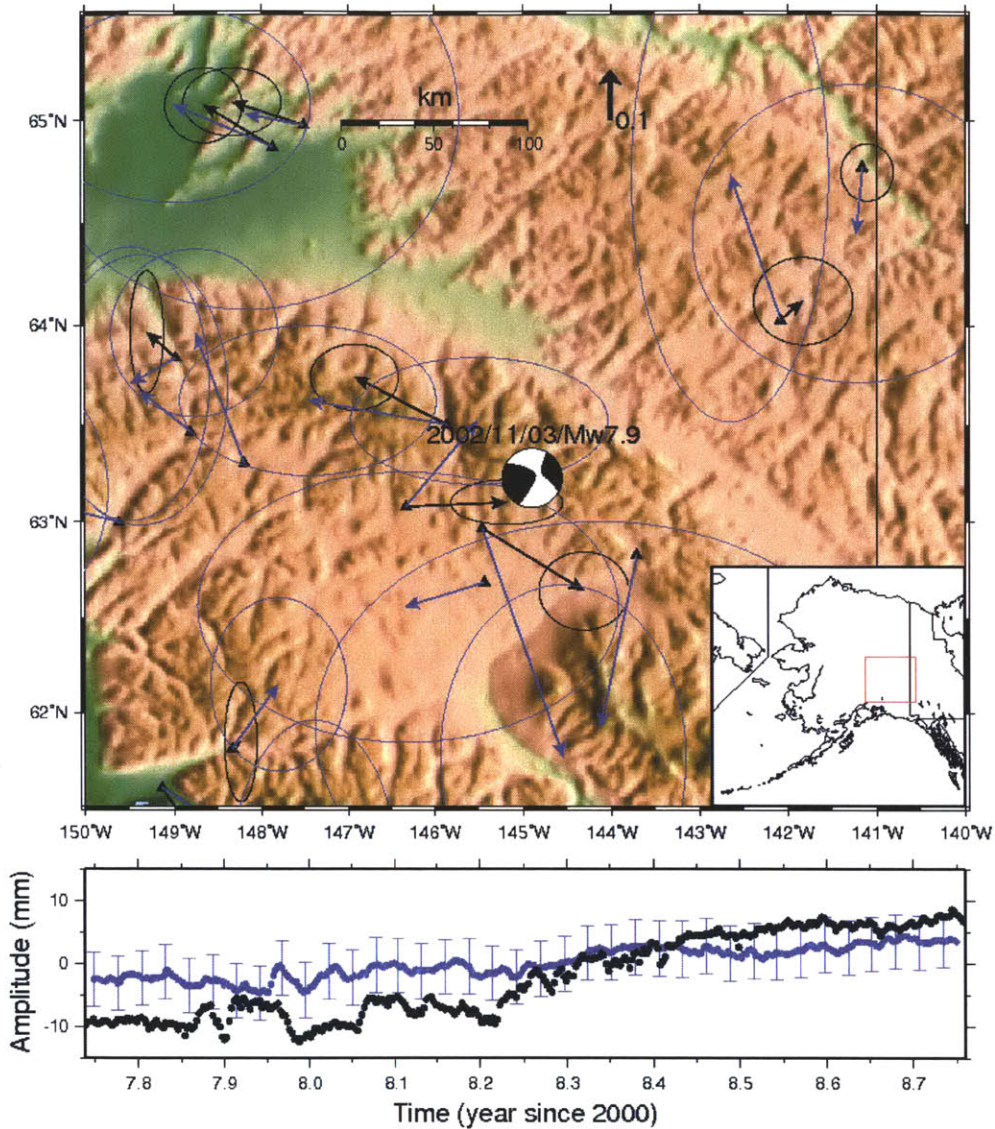 km
0 50 100
0.1
65°N
64°N
63°N
62°N
2002/11/03/Mw7.9
150°W 149°W 148°W 147°W 146°W 145°W 144°W 143°W 142°W 141°W 140°W
Amplitude (mm)
10
0
-10
7.8 7.9 8.0 8.1 8.2 8.3 8.4 8.5 8.6 8.7
Time (year since 2000)